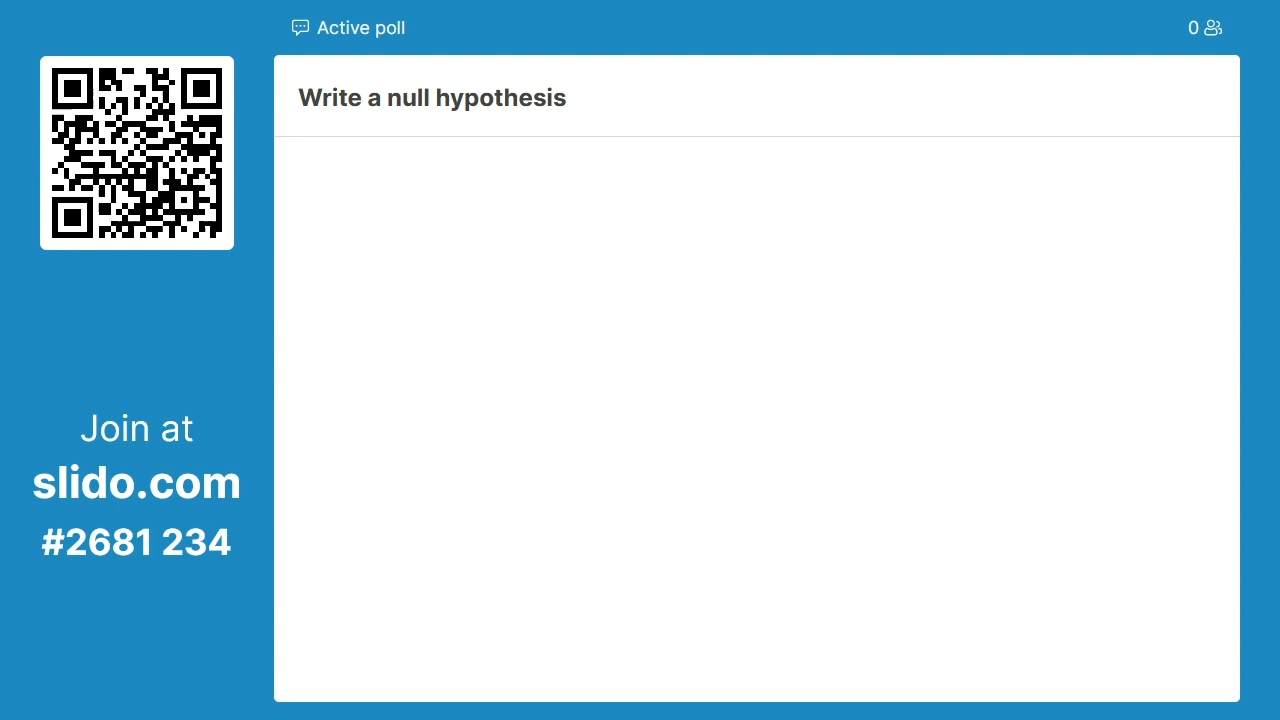 Active poll
0
Write a null hypothesis
Join at
slido.com
#2681 234